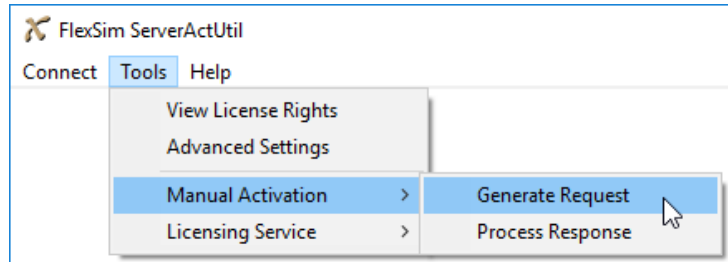 FlexSim ServerActUtil
Connect Tools Help
View License Rights
Advanced Settings
Manual Activation > Generate Request
Licensing Service > Process Response